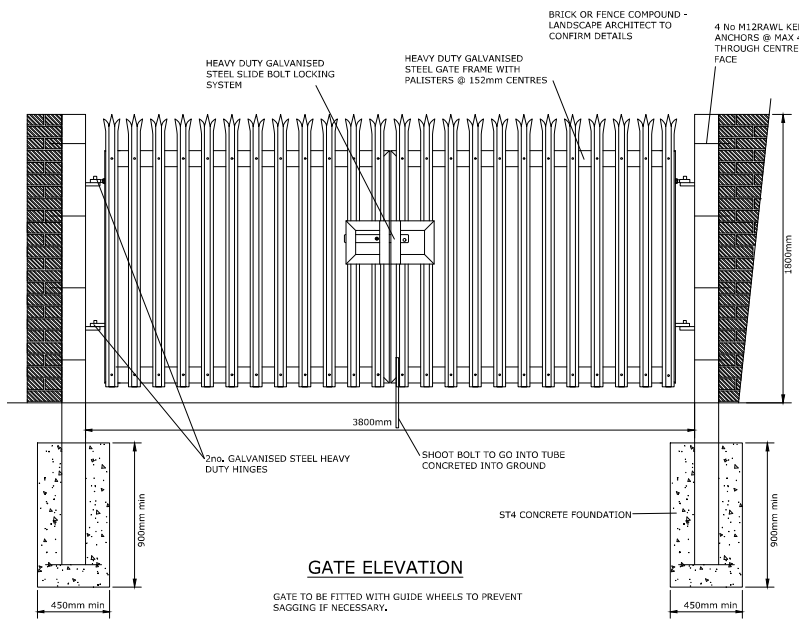 BRICK OR FENCE COMPOUND -
LANDSCAPE ARCHITECT TO
CONFIRM DETAILS
4 No M12RAWL
ANCHORS @ MAX
THROUGH CENTRE
FACE
HEAVY DUTY GALVANISED
STEEL SLIDE BOLT LOCKING
SYSTEM
HEAVY DUTY GALVANISED
STEEL GATE FRAME WITH
PALISTERS @ 152mm CENTRES
1800mm
3800mm
2no. GALVANISED STEEL HEAVY
DUTY HINGES
SHOOT BOLT TO GO INTO TUBE
CONCRETED INTO GROUND
ST4 CONCRETE FOUNDATION
900mm min
900mm min
GATE ELEVATION
GATE TO BE FITTED WITH GUIDE WHEELS TO PREVENT
SAGGING IF NECESSARY.
450mm min
450mm min